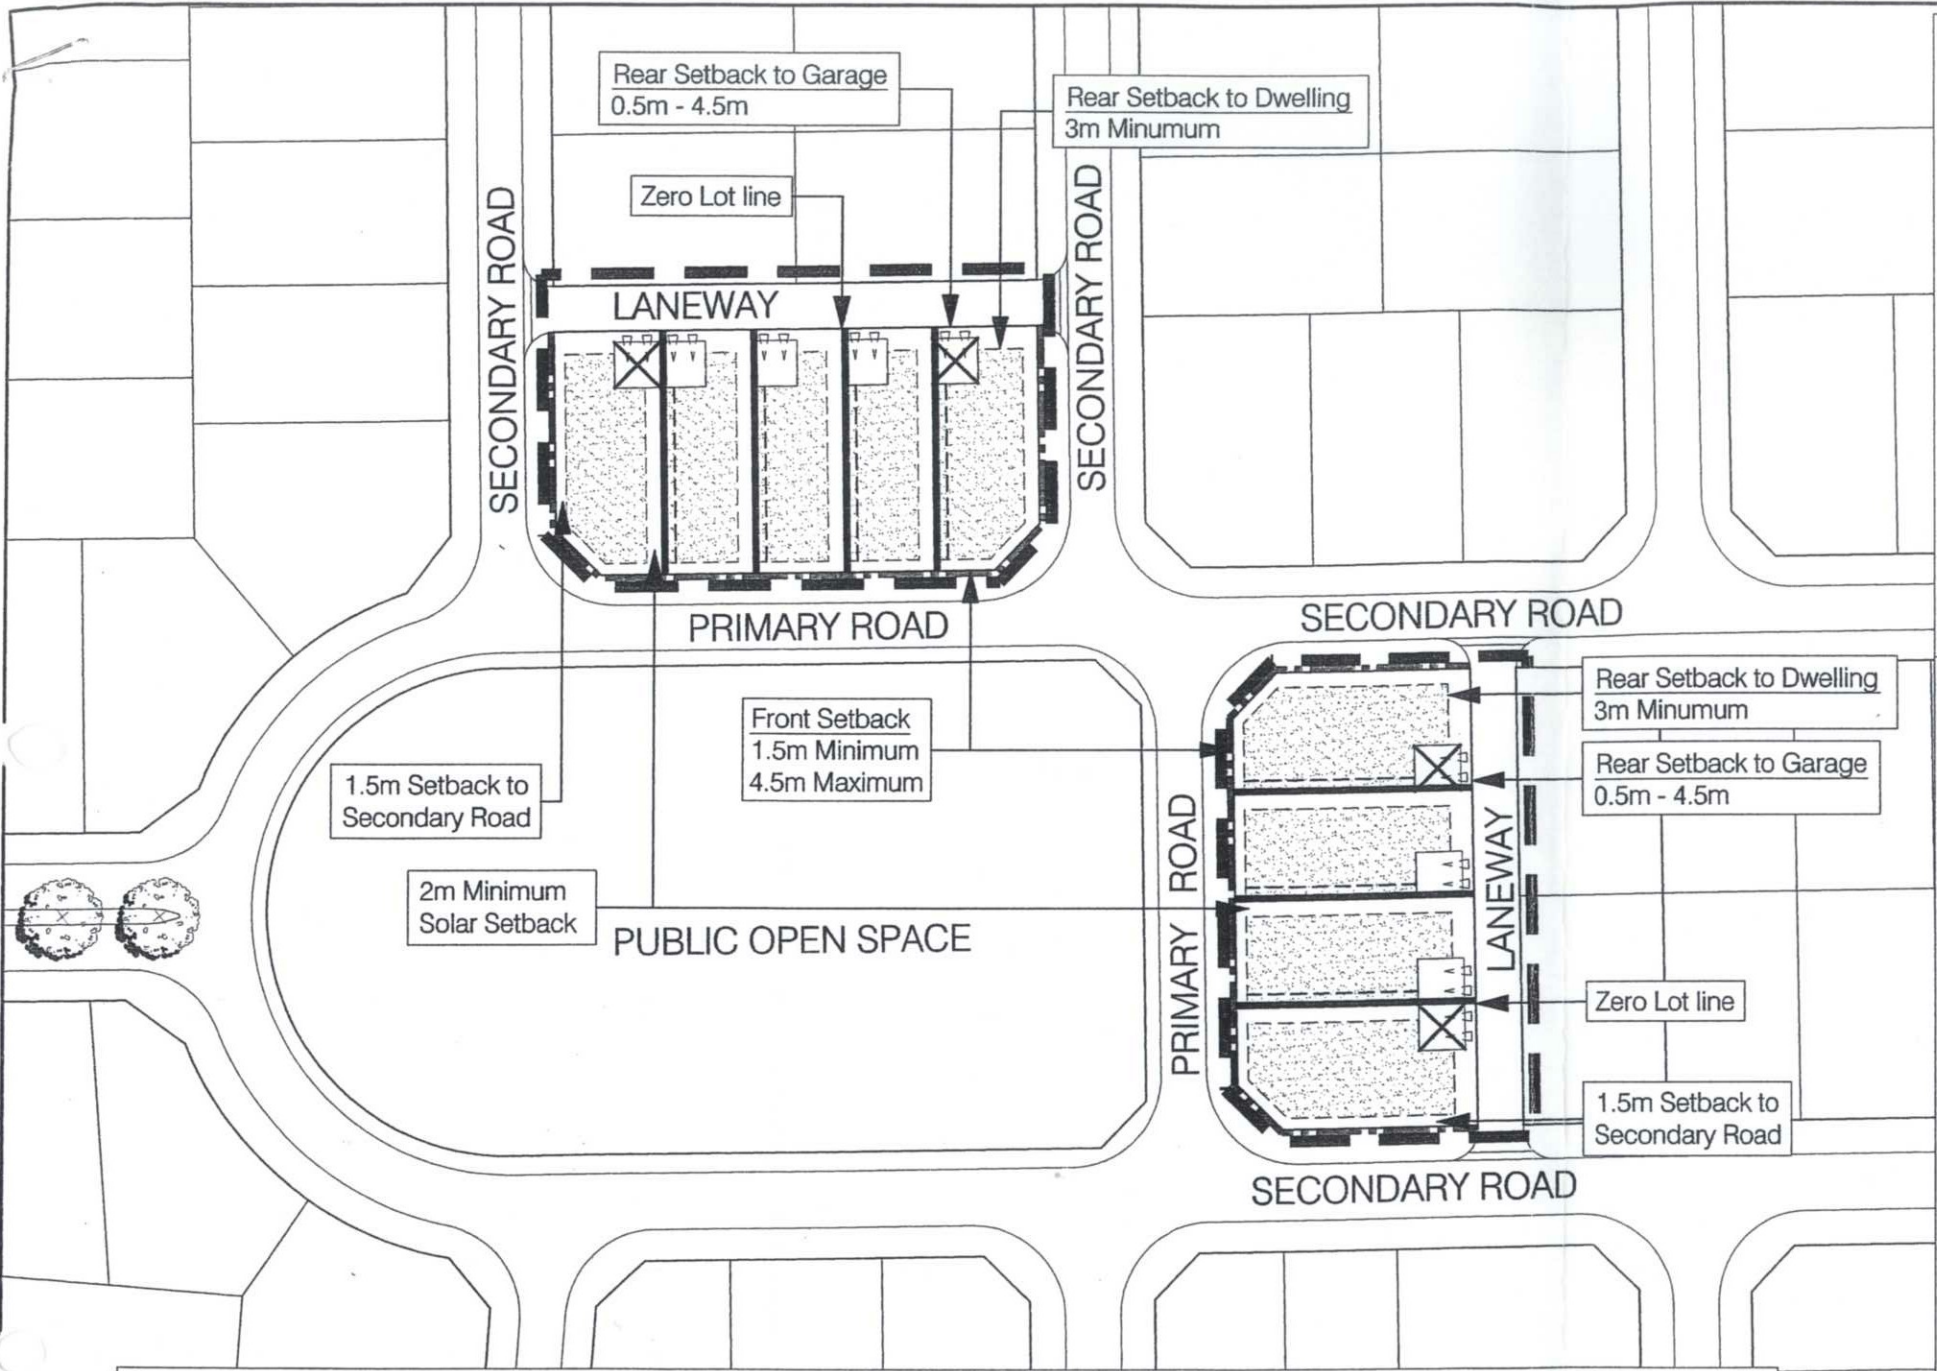 Rear Setback to Garage
0.5m - 4.5m
Rear Setback to Dwelling
3m Minumum
Zero Lot line
SECONDARY ROAD
SECONDARY ROAD
LANEWAY
PRIMARY ROAD
SECONDARY ROAD
Rear Setback to Dwelling
3m Minumum
Front Setback
1.5m Minimum
4.5m Maximum
Rear Setback to Garage
0.5m - 4.5m
1.5m Setback to
Secondary Road
PRIMARY ROAD
LANEWAY
2m Minimum
Solar Setback
PUBLIC OPEN SPACE
Zero Lot line
1.5m Setback to
Secondary Road
SECONDARY ROAD